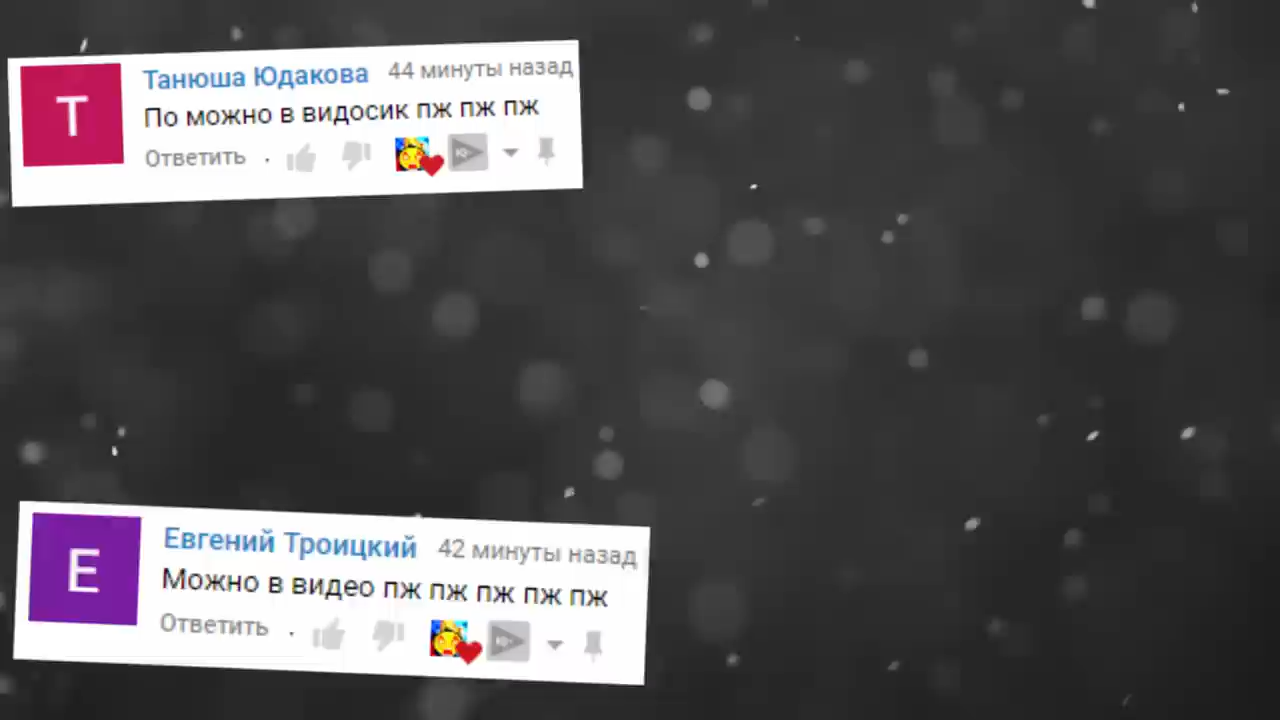 Т
Танюша Юдакова 44 минуты назад
По можно в видосик пж пж пж
Ответить
Е
Евгений Троицкий 42 минуты назад
Можно в видео пж пж пж пж пж
Ответить